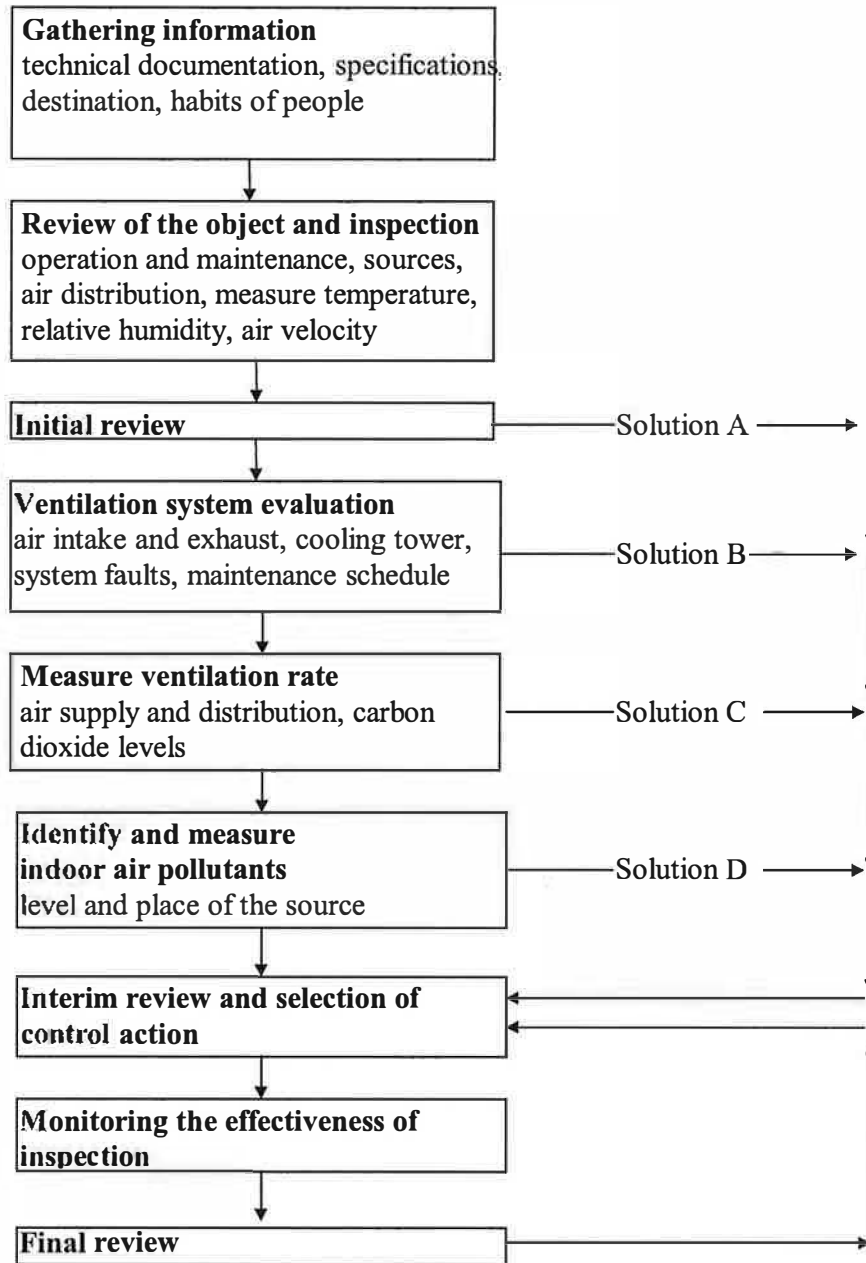 Gathering information
technical documentation, specifications,
destination, habits of people
Review of the object and inspection
operation and maintenance, sources,
air distribution, measure temperature,
relative humidity, air velocity
Initial review
Solution A
Ventilation system evaluation
air intake and exhaust, cooling tower,
system faults, maintenance schedule
Solution B
Measure ventilation rate
air supply and distribution, carbon
dioxide levels
Solution C
Identify and measure
indoor air pollutants
level and place of the source
Solution D
Interim review and selection of
control action
Monitoring the effectiveness of
inspection
Final review